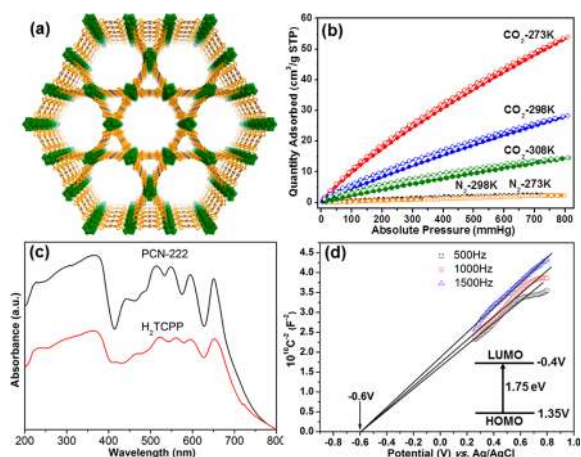 (a)
(b)
CO2-273K
CO2-298K
CO2-308K
N2-298K N2-273K
Quantity Adsorbed (cm3/g STP)
60
50
40
30
20
10
0
0 100 200 300 400 500 600 700 800
Absolute Pressure (mmHg)
(c)
PCN-222
H2TCPP
Absorbance (a.u.)
200 300 400 500 600 700 800
Wavelength (nm)
(d)
500Hz
1000Hz
1500Hz
LUMO
-0.4V
1.75 eV
HOMO
1.35V
-0.6V
10^10C^-2 (F^-2)
4.5
4.0
3.5
3.0
2.5
2.0
1.5
1.0
0.5
0.0
-0.8 -0.6 -0.4 -0.2 0.0 0.2 0.4 0.6 0.8 1.0
Potential (V) vs. Ag/AgCl